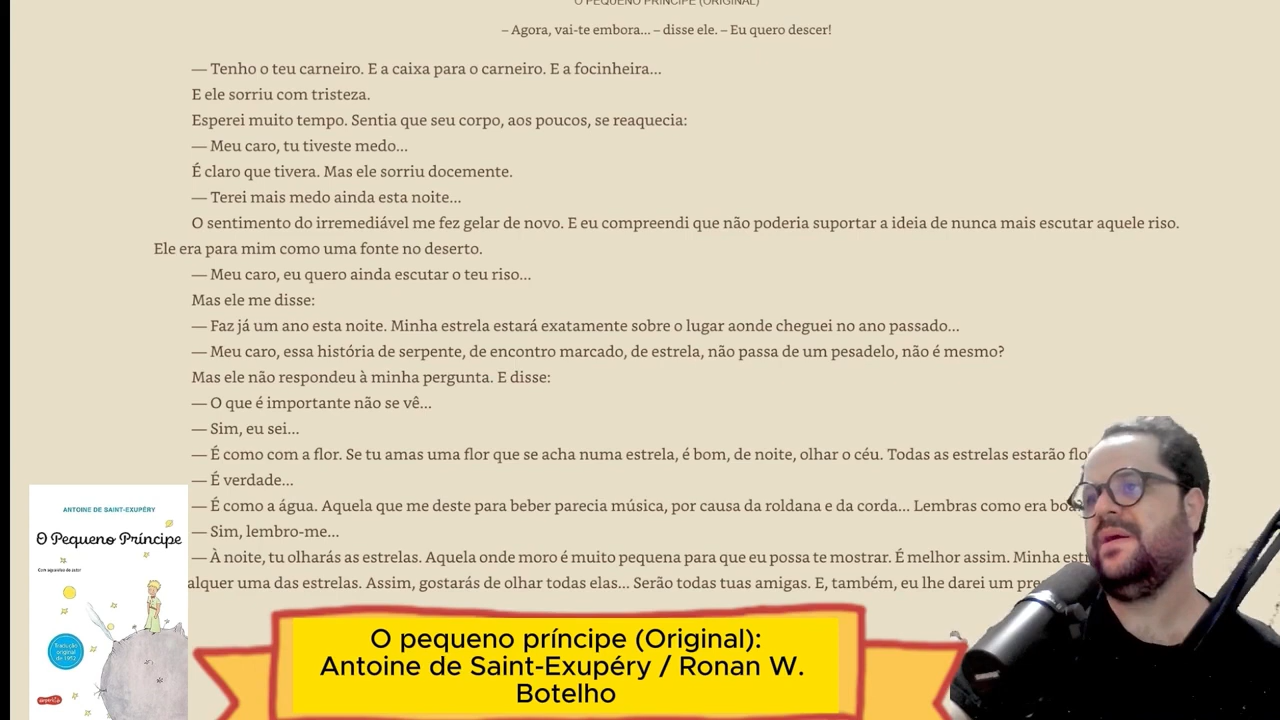 O PEQUENO PRÍNCIPE (ORIGINAL)
– Agora, vai-te embora... – disse ele. – Eu quero descer!
— Tenho o teu carneiro. E a caixa para o carneiro. E a focinheira...
E ele sorriu com tristeza.
Esperei muito tempo. Sentia que seu corpo, aos poucos, se reaquecia:
— Meu caro, tu tiveste medo...
É claro que tivera. Mas ele sorriu docemente.
— Terei mais medo ainda esta noite...
O sentimento do irremediável me fez gelar de novo. E eu compreendi que não poderia suportar a ideia de nunca mais escutar aquele riso.
Ele era para mim como uma fonte no deserto.
— Meu caro, eu quero ainda escutar o teu riso...
Mas ele me disse:
— Faz já um ano esta noite. Minha estrela estará exatamente sobre o lugar aonde cheguei no ano passado...
— Meu caro, essa história de serpente, de encontro marcado, de estrela, não passa de um pesadelo, não é mesmo?
Mas ele não respondeu à minha pergunta. E disse:
— O que é importante não se vê...
— Sim, eu sei...
— É como com a flor. Se tu amas uma flor que se acha numa estrela, é bom, de noite, olhar o céu. Todas as estrelas estarão
— É verdade...
— É como a água. Aquela que me deste para beber parecia música, por causa da roldana e da corda... Lembras como era boa?
— Sim, lembro-me...
— À noite, tu olharás as estrelas. Aquela onde moro é muito pequena para que eu possa te mostrar. É melhor assim. Minha
alquer uma das estrelas. Assim, gostarás de olhar todas elas... Serão todas tuas amigas. E, também, eu lhe darei um
ANTOINE DE SAINT-EXUPÉRY
O Pequeno Príncipe
Com aquarelas do autor
Tradução
original
de 1952
O pequeno príncipe (Original):
Antoine de Saint-Exupéry / Ronan W.
Botelho